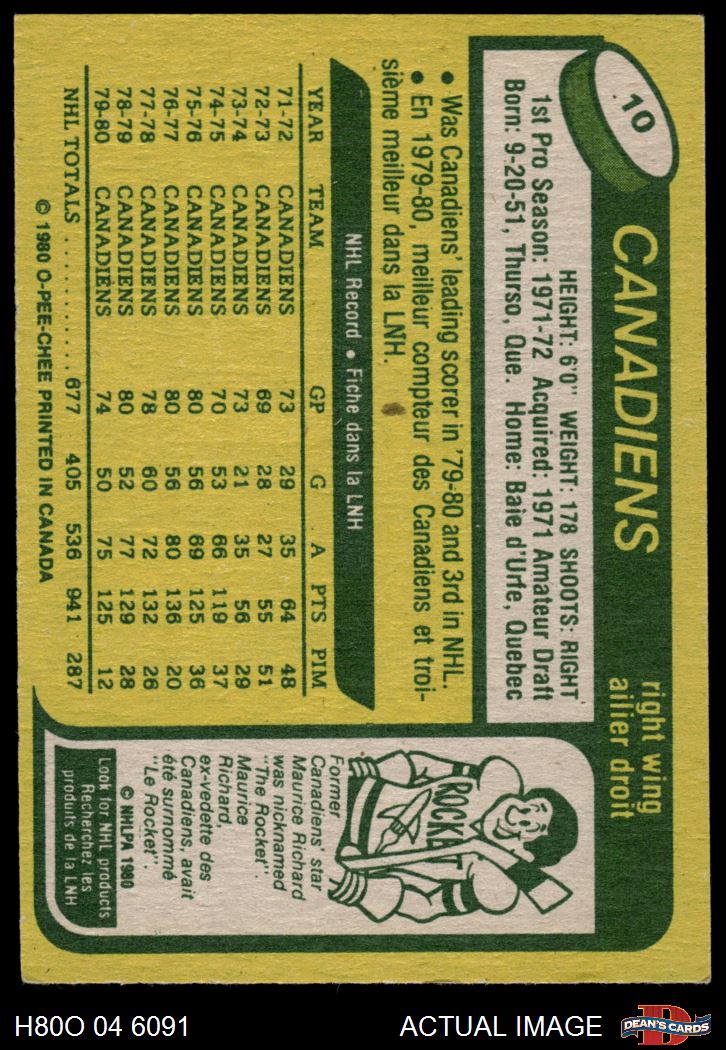 10
CANADIENS
right wing
ailier droit
HEIGHT: 6'0" WEIGHT: 178 SHOOTS: RIGHT
1st Pro Season: 1971-72 Acquired: 1971 Amateur Draft
Born: 9-20-51, Thurso, Que. Home: Baie d'Urfe, Quebec
• Was Canadiens' leading scorer in '79-80 and 3rd in NHL.
• En 1979-80, meilleur compteur des Canadiens et troi-
sième meilleur dans la LNH.
NHL Record • Fiche dans la LNH
YEAR TEAM GP G A PTS PIM
71-72 CANADIENS 73 29 35 64 48
72-73 CANADIENS 69 28 27 55 51
73-74 CANADIENS 73 21 35 56 29
74-75 CANADIENS 70 53 66 119 37
75-76 CANADIENS 80 56 69 125 36
76-77 CANADIENS 80 56 80 136 20
77-78 CANADIENS 78 60 72 132 26
78-79 CANADIENS 80 52 77 129 28
79-80 CANADIENS 74 50 75 125 12
NHL TOTALS .......... 677 405 536 941 287
© 1980 O-PEE-CHEE PRINTED IN CANADA
ROCKET
Former
Canadiens' star
Maurice Richard
was nicknamed
"The Rocket".
Maurice
Richard,
ex-vedette des
Canadiens, avait
été surnommé
"Le Rocket".
© NHLPA 1980
Look for NHL products
Recherchez les
produits de la LNH
H80O 04 6091
ACTUAL IMAGE
D
DEAN'S CARDS